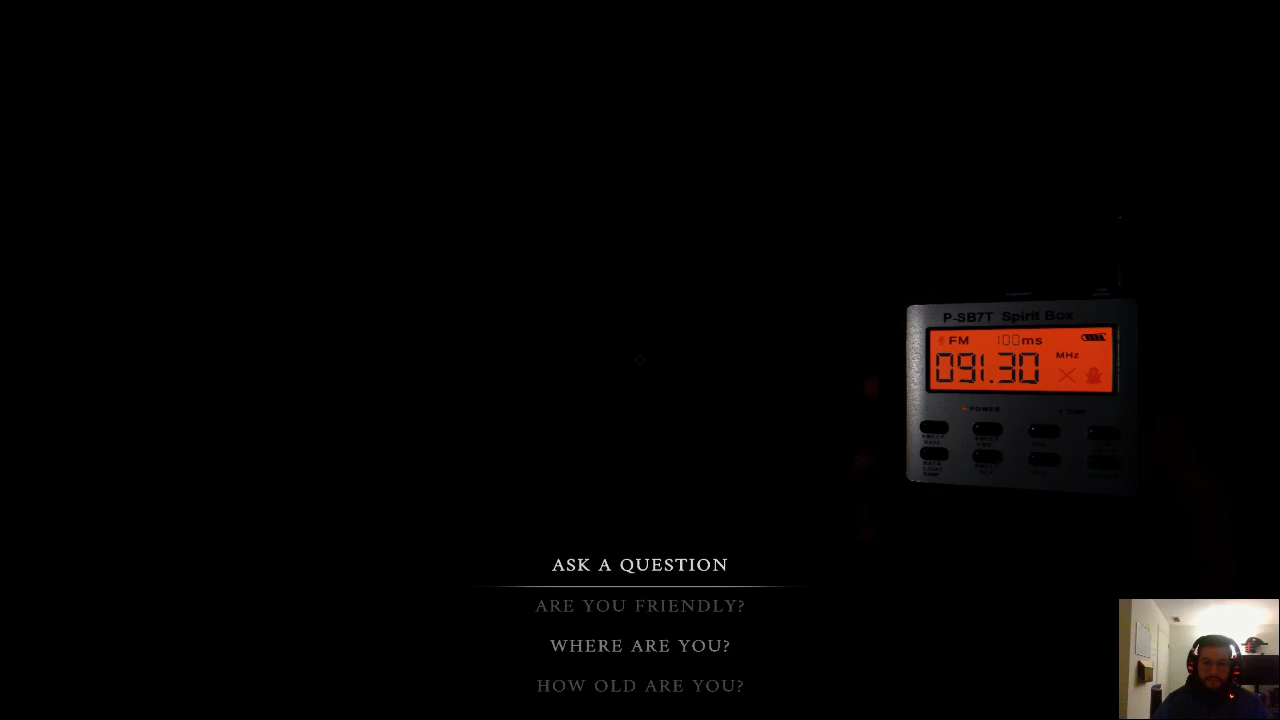 P-SB7T Spirit Box
FM 100ms
091.30 MHz
POWER
ASK A QUESTION
ARE YOU FRIENDLY?
WHERE ARE YOU?
HOW OLD ARE YOU?